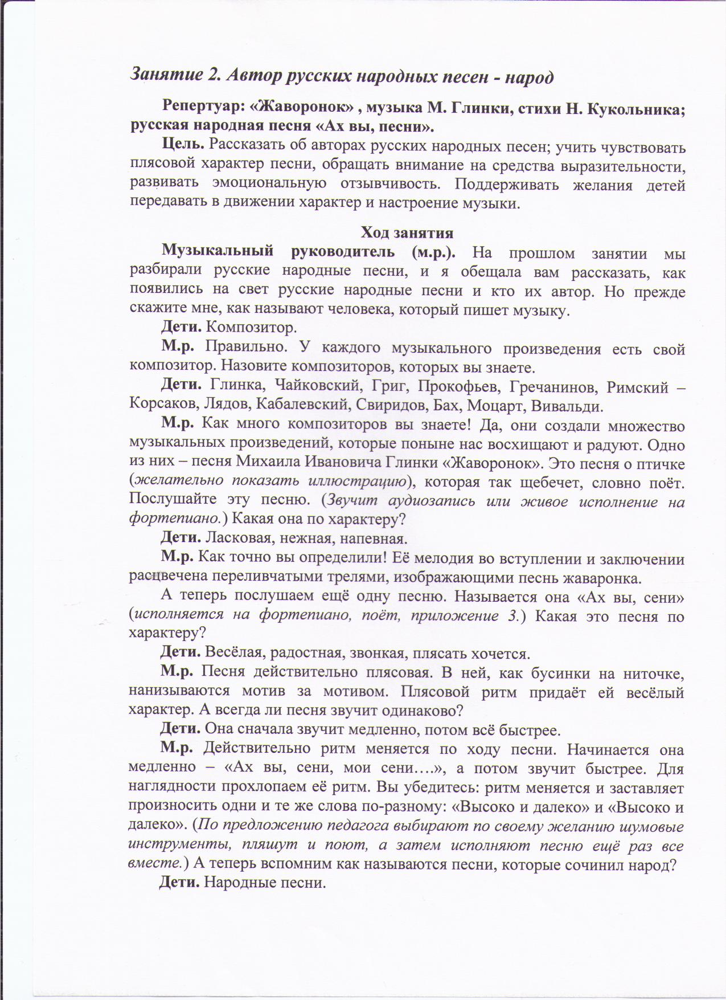 Занятие 2. Автор русских народных песен - народ
Репертуар: «Жаворонок» , музыка М. Глинки, стихи Н. Кукольника;
русская народная песня «Ах вы, песни».
Цель. Рассказать об авторах русских народных песен; учить чувствовать
плясовой характер песни, обращать внимание на средства выразительности,
развивать эмоциональную отзывчивость. Поддерживать желания детей
передавать в движении характер и настроение музыки.
Ход занятия
Музыкальный руководитель (м.р.). На прошлом занятии мы
разбирали русские народные песни, и я обещала вам рассказать, как
появились на свет русские народные песни и кто их автор. Но прежде
скажите мне, как называют человека, который пишет музыку.
Дети. Композитор.
М.р. Правильно. У каждого музыкального произведения есть свой
композитор. Назовите композиторов, которых вы знаете.
Дети. Глинка, Чайковский, Григ, Прокофьев, Гречанинов, Римский –
Корсаков, Лядов, Кабалевский, Свиридов, Бах, Моцарт, Вивальди.
М.р. Как много композиторов вы знаете! Да, они создали множество
музыкальных произведений, которые поныне нас восхищают и радуют. Одно
из них – песня Михаила Ивановича Глинки «Жаворонок». Это песня о птичке
(желательно показать иллюстрацию), которая так щебечет, словно поёт.
Послушайте эту песню. (Звучит аудиозапись или живое исполнение на
фортепиано.) Какая она по характеру?
Дети. Ласковая, нежная, напевная.
М.р. Как точно вы определили! Её мелодия во вступлении и заключении
расцвечена переливчатыми трелями, изображающими песнь жаваронка.
А теперь послушаем ещё одну песню. Называется она «Ах вы, сени»
(исполняется на фортепиано, поёт, приложение 3.) Какая это песня по
характеру?
Дети. Весёлая, радостная, звонкая, плясать хочется.
М.р. Песня действительно плясовая. В ней, как бусинки на ниточке,
нанизываются мотив за мотивом. Плясовой ритм придаёт ей весёлый
характер. А всегда ли песня звучит одинаково?
Дети. Она сначала звучит медленно, потом всё быстрее.
М.р. Действительно ритм меняется по ходу песни. Начинается она
медленно – «Ах вы, сени, мои сени….», а потом звучит быстрее. Для
наглядности прохлопаем её ритм. Вы убедитесь: ритм меняется и заставляет
произносить одни и те же слова по-разному: «Высоко и далеко» и «Высоко и
далеко». (По предложению педагога выбирают по своему желанию шумовые
инструменты, пляшут и поют, а затем исполняют песню ещё раз все
вместе.) А теперь вспомним как называются песни, которые сочинил народ?
Дети. Народные песни.